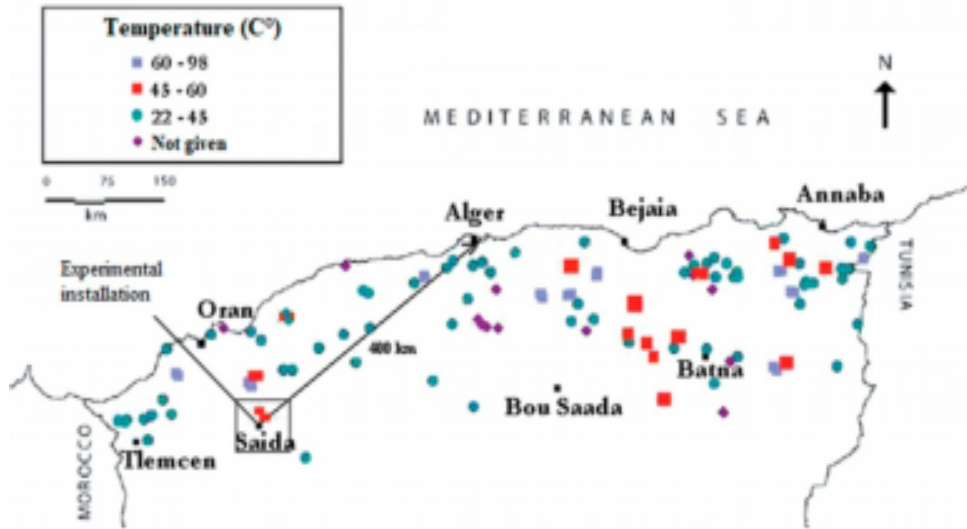 Temperature (C°)
60 - 98
45 - 60
22 - 45
Not given
0 75 150
km
N
MEDITERRANEAN SEA
Alger
Bejaia
Annaba
TUNISIA
Experimental
installation
Oran
400 km
Batna
Bou Saada
Saida
Tlemcen
MOROCCO